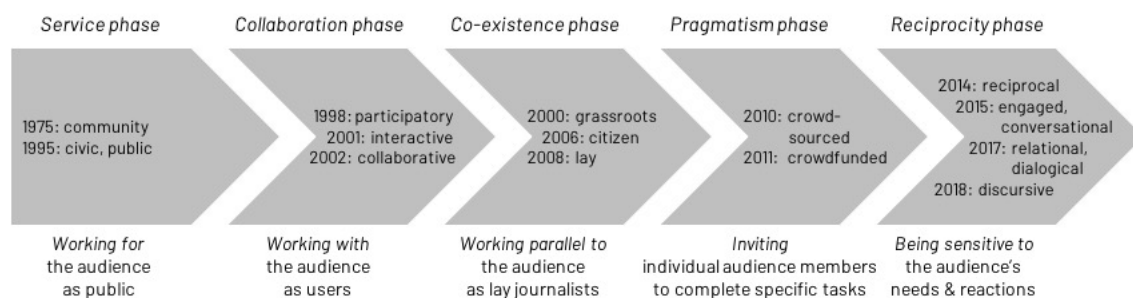 Service phase
Collaboration phase
Co-existence phase
Pragmatism phase
Reciprocity phase
1975: community
1995: civic, public
1998: participatory
2001: interactive
2002: collaborative
2000: grassroots
2006: citizen
2008: lay
2010: crowd-
sourced
2011: crowdfunded
2014: reciprocal
2015: engaged,
conversational
2017: relational,
dialogical
2018: discursive
Working for
the audience
as public
Working with
the audience
as users
Working parallel to
the audience
as lay journalists
Inviting
individual audience members
to complete specific tasks
Being sensitive to
the audience's
needs & reactions